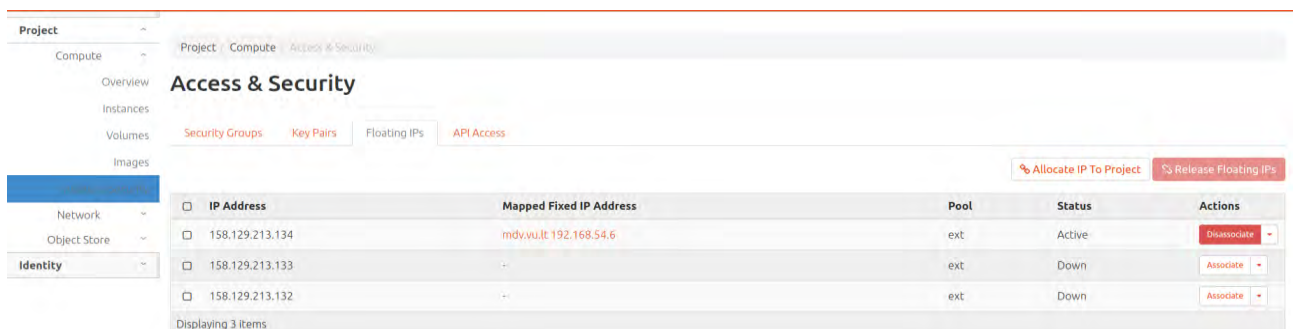 Project
Compute
Overview
Instances
Volumes
Images
Network
Object Store
Identity
Project / Compute / Access & Security
Access & Security
Security Groups Key Pairs Floating IPs API Access
Allocate IP To Project Release Floating IPs
IP Address Mapped Fixed IP Address Pool Status Actions
158.129.213.134 mdv.vu.lt 192.168.54.6 ext Active Disassociate
158.129.213.133 - ext Down Associate
158.129.213.132 - ext Down Associate
Displaying 3 items